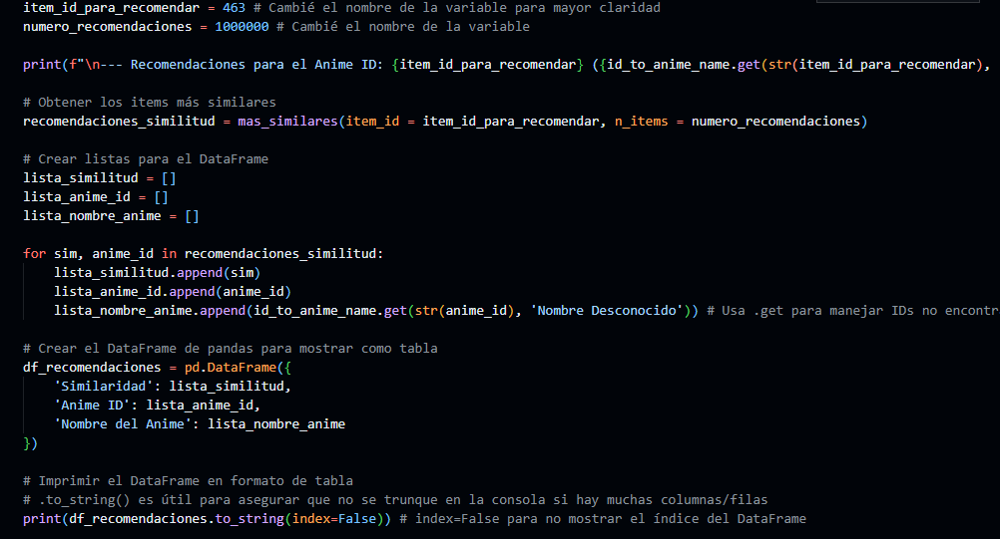 item_id_para_recomendar = 463 # Cambié el nombre de la variable para mayor claridad
numero_recomendaciones = 1000000 # Cambié el nombre de la variable
print(f"\n--- Recomendaciones para el Anime ID: {item_id_para_recomendar} ({id_to_anime_name.get(str(item_id_para_recomendar),
# Obtener los items más similares
recomendaciones_similitud = mas_similares(item_id = item_id_para_recomendar, n_items = numero_recomendaciones)
# Crear listas para el DataFrame
lista_similitud = []
lista_anime_id = []
lista_nombre_anime = []
for sim, anime_id in recomendaciones_similitud:
    lista_similitud.append(sim)
    lista_anime_id.append(anime_id)
    lista_nombre_anime.append(id_to_anime_name.get(str(anime_id), 'Nombre Desconocido')) # Usa .get para manejar IDs no encontr
# Crear el DataFrame de pandas para mostrar como tabla
df_recomendaciones = pd.DataFrame({
    'Similaridad': lista_similitud,
    'Anime ID': lista_anime_id,
    'Nombre del Anime': lista_nombre_anime
})
# Imprimir el DataFrame en formato de tabla
# .to_string() es útil para asegurar que no se trunque en la consola si hay muchas columnas/filas
print(df_recomendaciones.to_string(index=False)) # index=False para no mostrar el índice del DataFrame